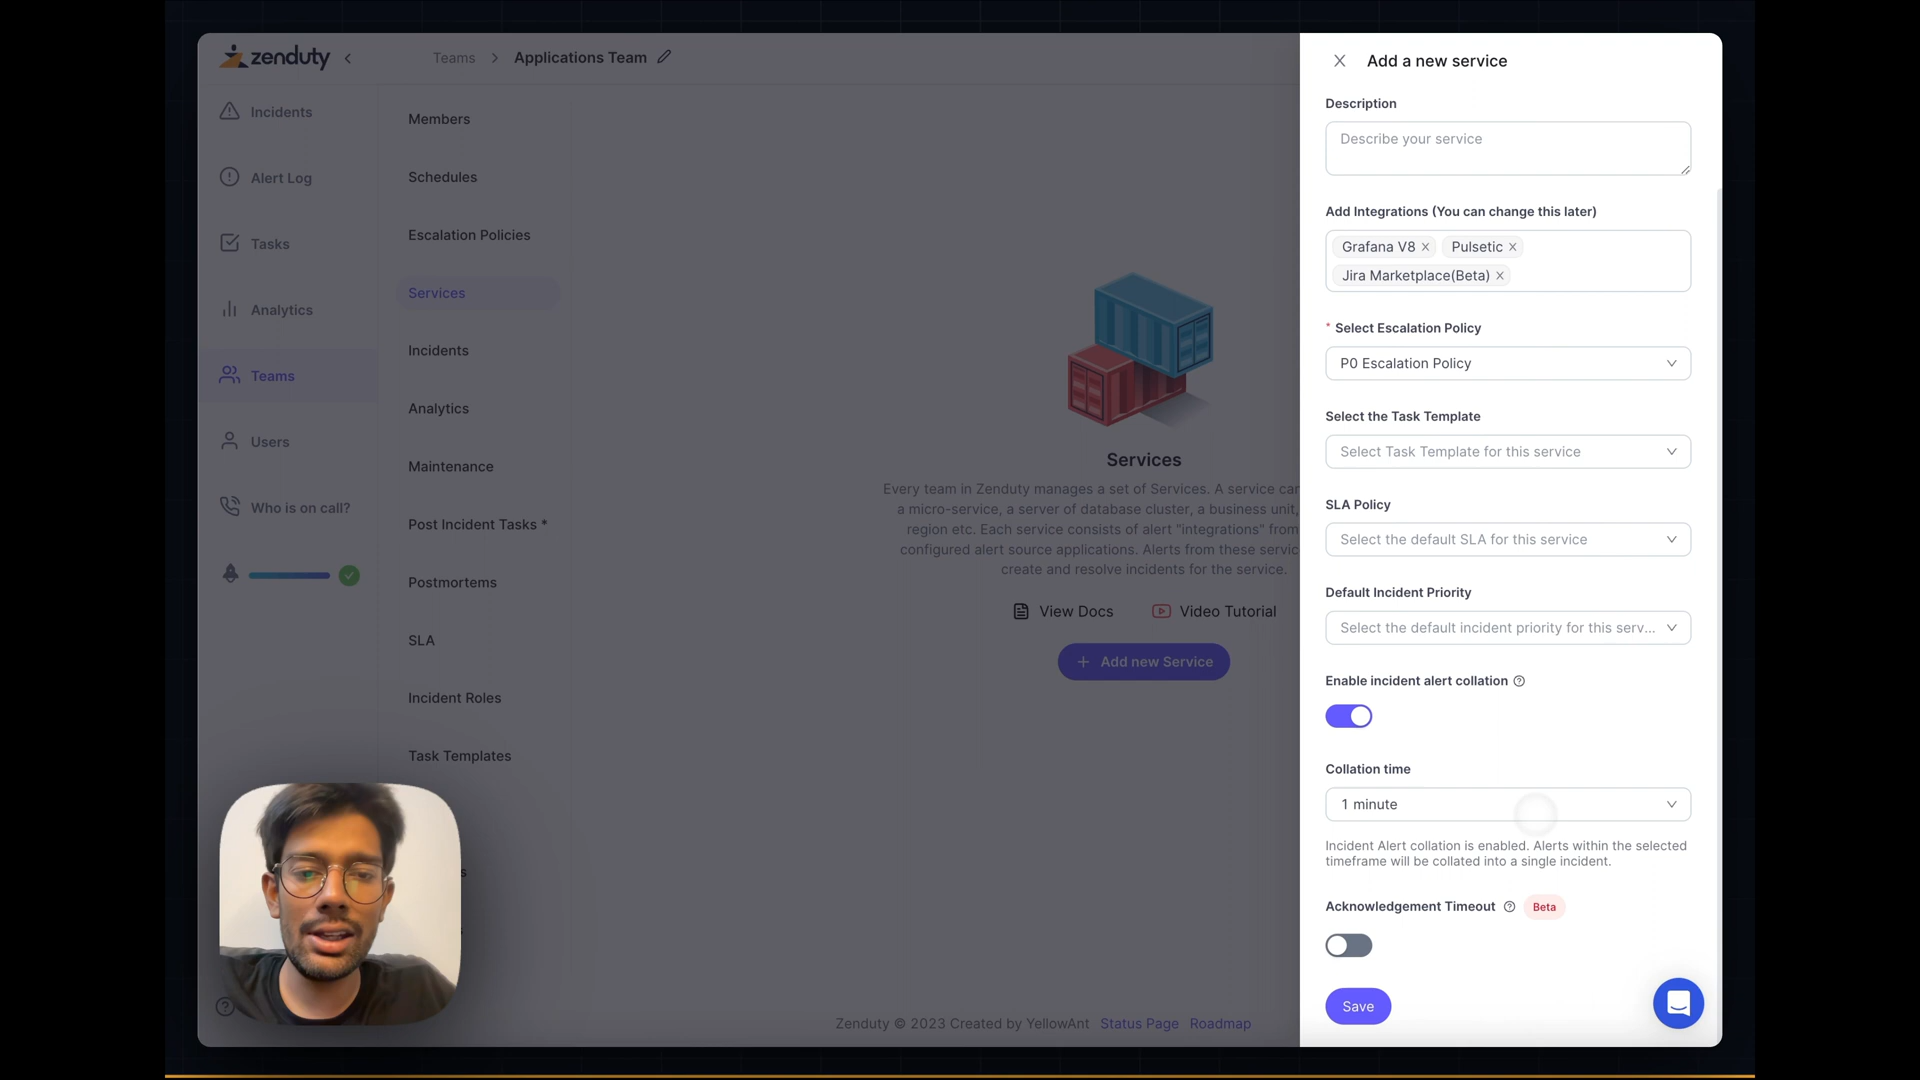 zenduty
Teams
Applications Team
Incidents
Alert Log
Tasks
Analytics
Teams
Users
Who is on call?
Members
Schedules
Escalation Policies
Services
Incidents
Analytics
Maintenance
Post Incident Tasks *
Postmortems
SLA
Incident Roles
Task Templates
Services
Every team in Zenduty manages a set of Services. A service can
a micro-service, a server of database cluster, a business unit,
region etc. Each service consists of alert "integrations" from
configured alert source applications. Alerts from these servic
create and resolve incidents for the service.
View Docs
Video Tutorial
+ Add new Service
Zenduty © 2023 Created by YellowAnt Status Page Roadmap
Add a new service
Description
Describe your service
Add Integrations (You can change this later)
Grafana V8 Pulsetic
Jira Marketplace(Beta)
* Select Escalation Policy
P0 Escalation Policy
Select the Task Template
Select Task Template for this service
SLA Policy
Select the default SLA for this service
Default Incident Priority
Select the default incident priority for this serv...
Enable incident alert collation
Collation time
1 minute
Incident Alert collation is enabled. Alerts within the selected
timeframe will be collated into a single incident.
Acknowledgement Timeout Beta
Save